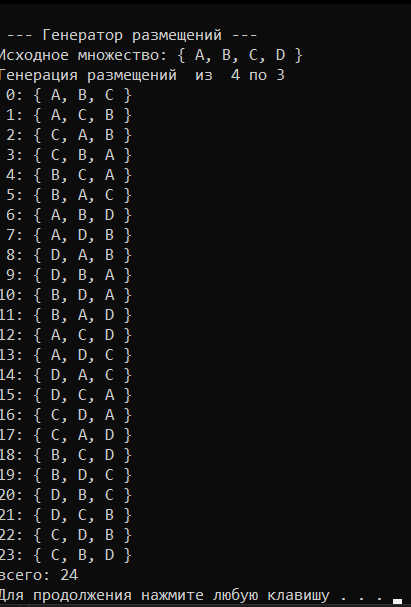 --- Генератор размещений ---
Исходное множество: { A, B, C, D }
Генерация размещений  из  4 по 3
 0: { A, B, C }
 1: { A, C, B }
 2: { C, A, B }
 3: { C, B, A }
 4: { B, C, A }
 5: { B, A, C }
 6: { A, B, D }
 7: { A, D, B }
 8: { D, A, B }
 9: { D, B, A }
10: { B, D, A }
11: { B, A, D }
12: { A, C, D }
13: { A, D, C }
14: { D, A, C }
15: { D, C, A }
16: { C, D, A }
17: { C, A, D }
18: { B, C, D }
19: { B, D, C }
20: { D, B, C }
21: { D, C, B }
22: { C, D, B }
23: { C, B, D }
всего: 24
Для продолжения нажмите любую клавишу . . .